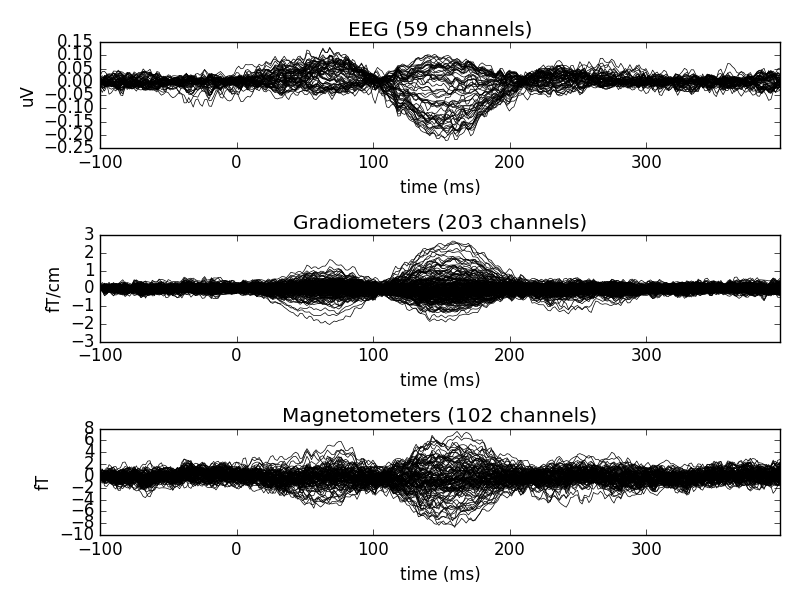 EEG (59 channels)
0.15
0.10
0.05
0.00
−0.05
−0.10
−0.15
−0.20
−0.25
uV
−100 0 100 200 300
time (ms)
Gradiometers (203 channels)
3
2
1
0
−1
−2
−3
fT/cm
−100 0 100 200 300
time (ms)
Magnetometers (102 channels)
8
6
4
2
0
−2
−4
−6
−8
−10
fT
−100 0 100 200 300
time (ms)